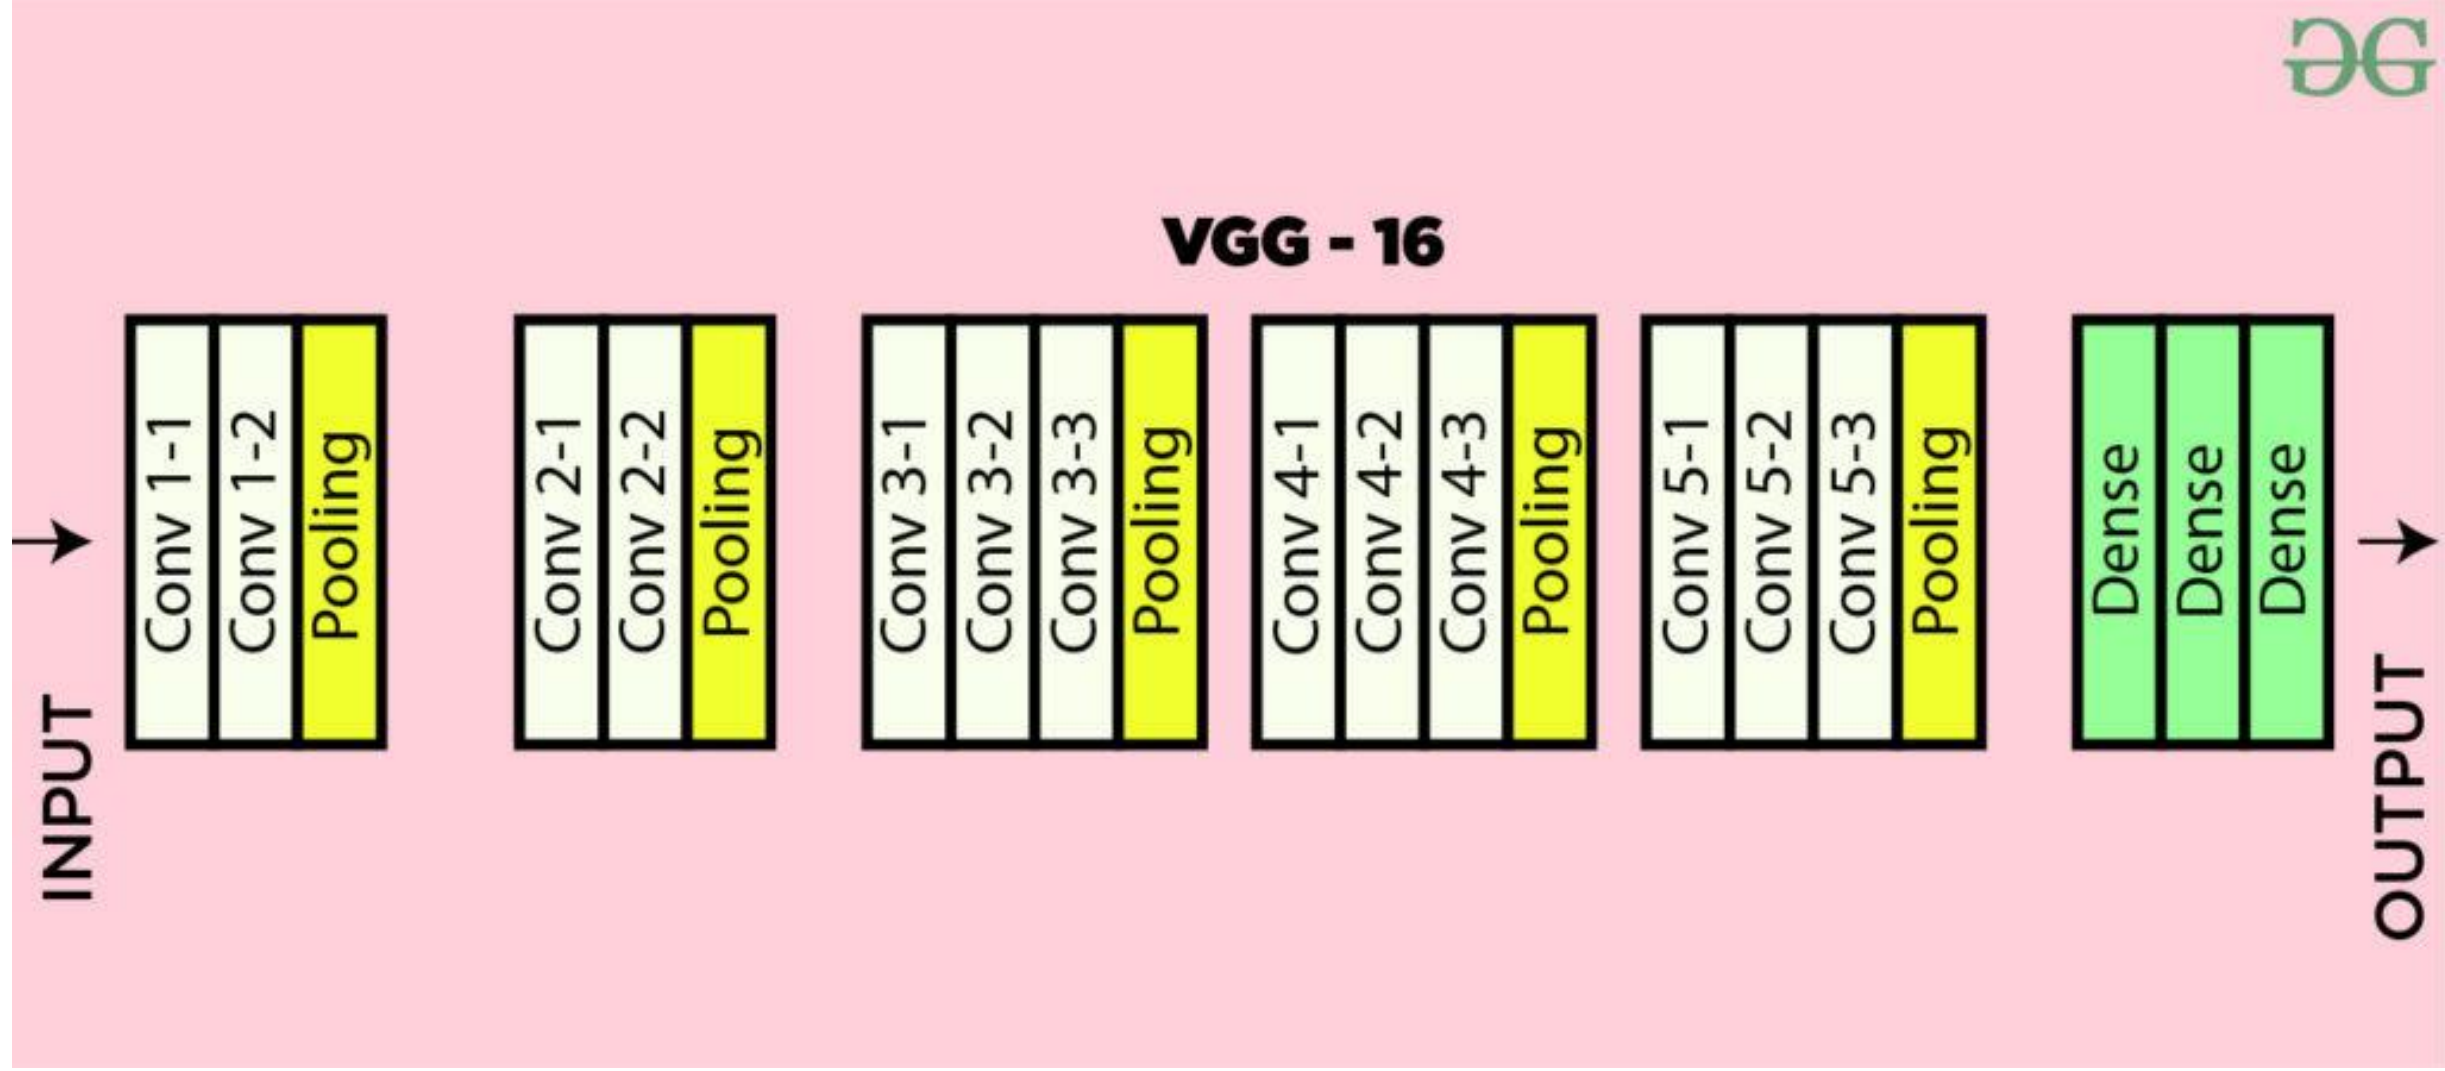 VGG - 16
INPUT
Conv 1-1
Conv 1-2
Pooling
Conv 2-1
Conv 2-2
Pooling
Conv 3-1
Conv 3-2
Conv 3-3
Pooling
Conv 4-1
Conv 4-2
Conv 4-3
Pooling
Conv 5-1
Conv 5-2
Conv 5-3
Pooling
Dense
Dense
Dense
OUTPUT